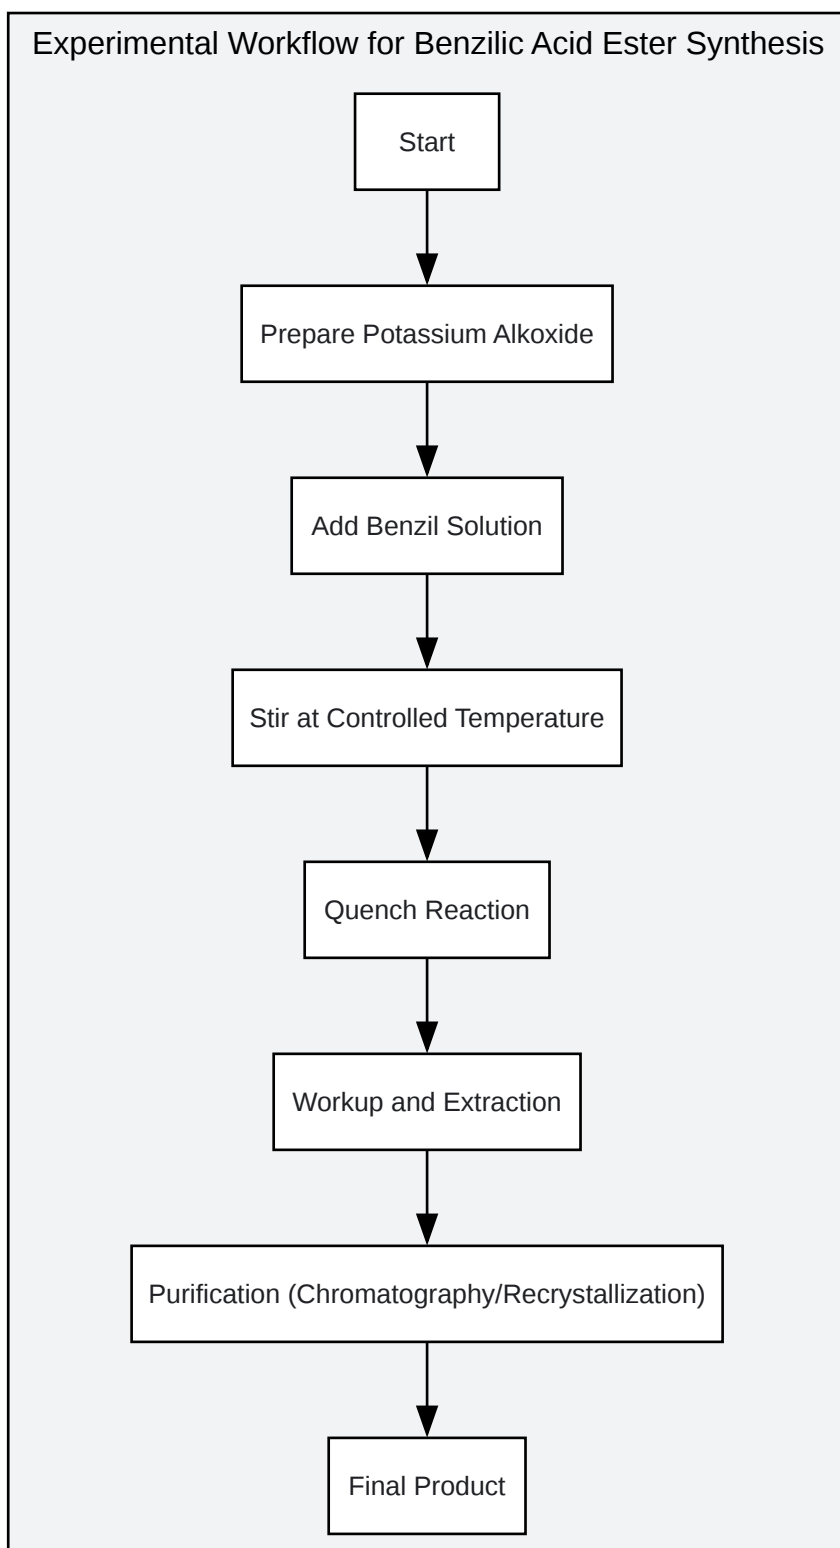 Experimental Workflow for Benzilic Acid Ester Synthesis
Start
Prepare Potassium Alkoxide
Add Benzil Solution
Stir at Controlled Temperature
Quench Reaction
Workup and Extraction
Purification (Chromatography/Recrystallization)
Final Product